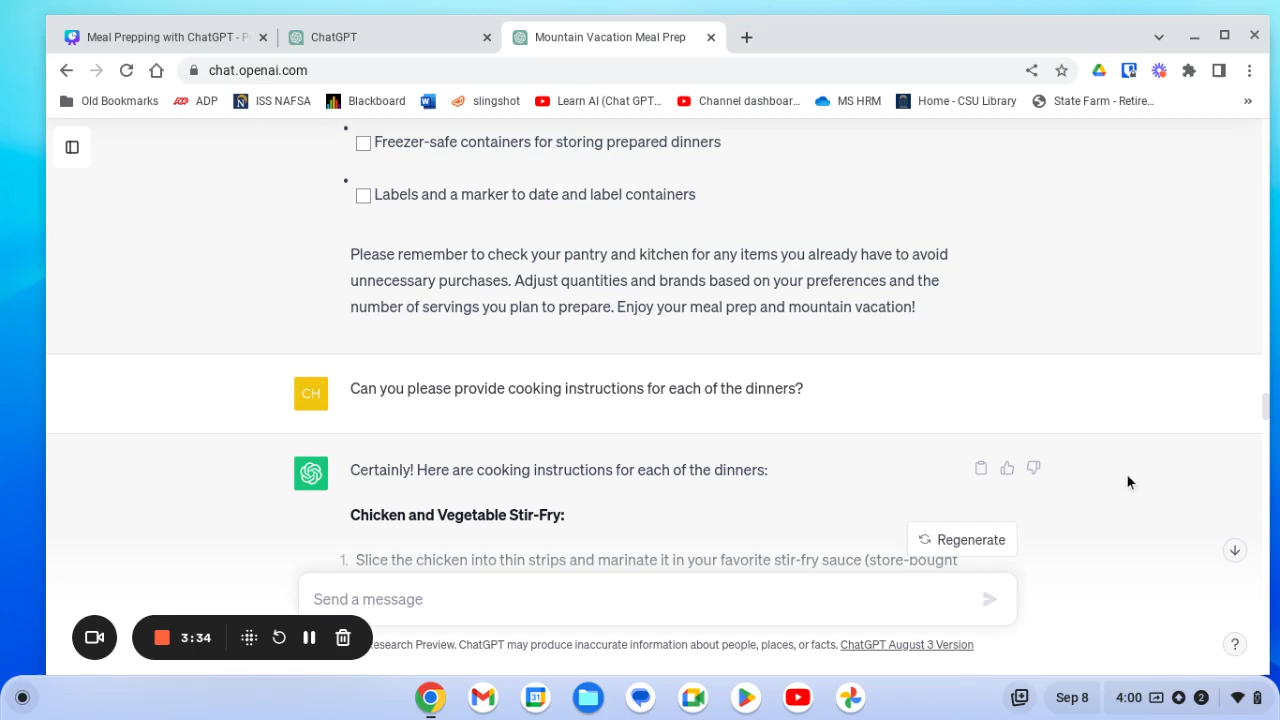 Meal Prepping with ChatGPT - P
ChatGPT
Mountain Vacation Meal Prep
chat.openai.com
Old Bookmarks
ADP
ISS NAFSA
Blackboard
slingshot
Learn AI (Chat GPT...
Channel dashboar...
MS HRM
Home - CSU Library
State Farm - Retire...
Freezer-safe containers for storing prepared dinners
Labels and a marker to date and label containers
Please remember to check your pantry and kitchen for any items you already have to avoid
unnecessary purchases. Adjust quantities and brands based on your preferences and the
number of servings you plan to prepare. Enjoy your meal prep and mountain vacation!
CH
Can you please provide cooking instructions for each of the dinners?
Certainly! Here are cooking instructions for each of the dinners:
Chicken and Vegetable Stir-Fry:
Regenerate
1. Slice the chicken into thin strips and marinate it in your favorite stir-fry sauce (store-bought
Send a message
3:34
Research Preview. ChatGPT may produce inaccurate information about people, places, or facts. ChatGPT August 3 Version
?
Sep 8
4:00
2